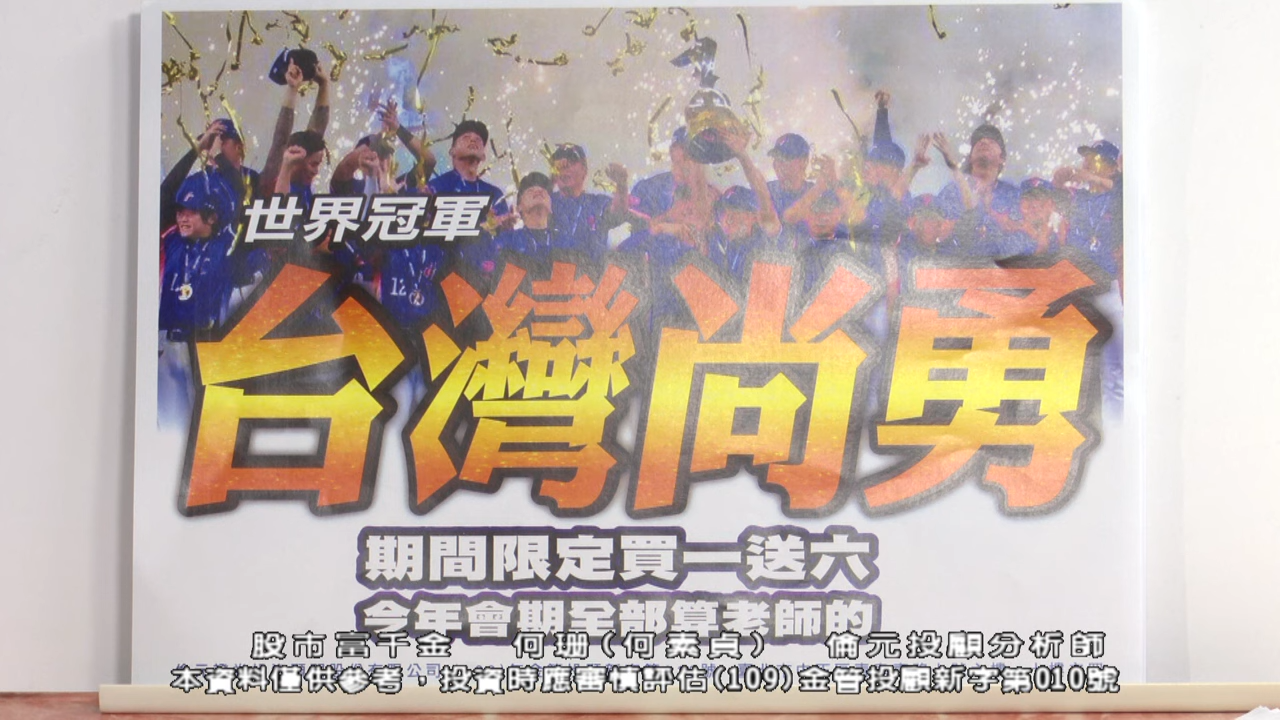 世界冠軍
12
台灣尚勇
期間限定買一送六
今年會期全部算老師的
股市富千金 何珊(何素貞) 倫元投顧分析師
本資料僅供參考，投資時應審慎評估(109)金管投顧新字第010號